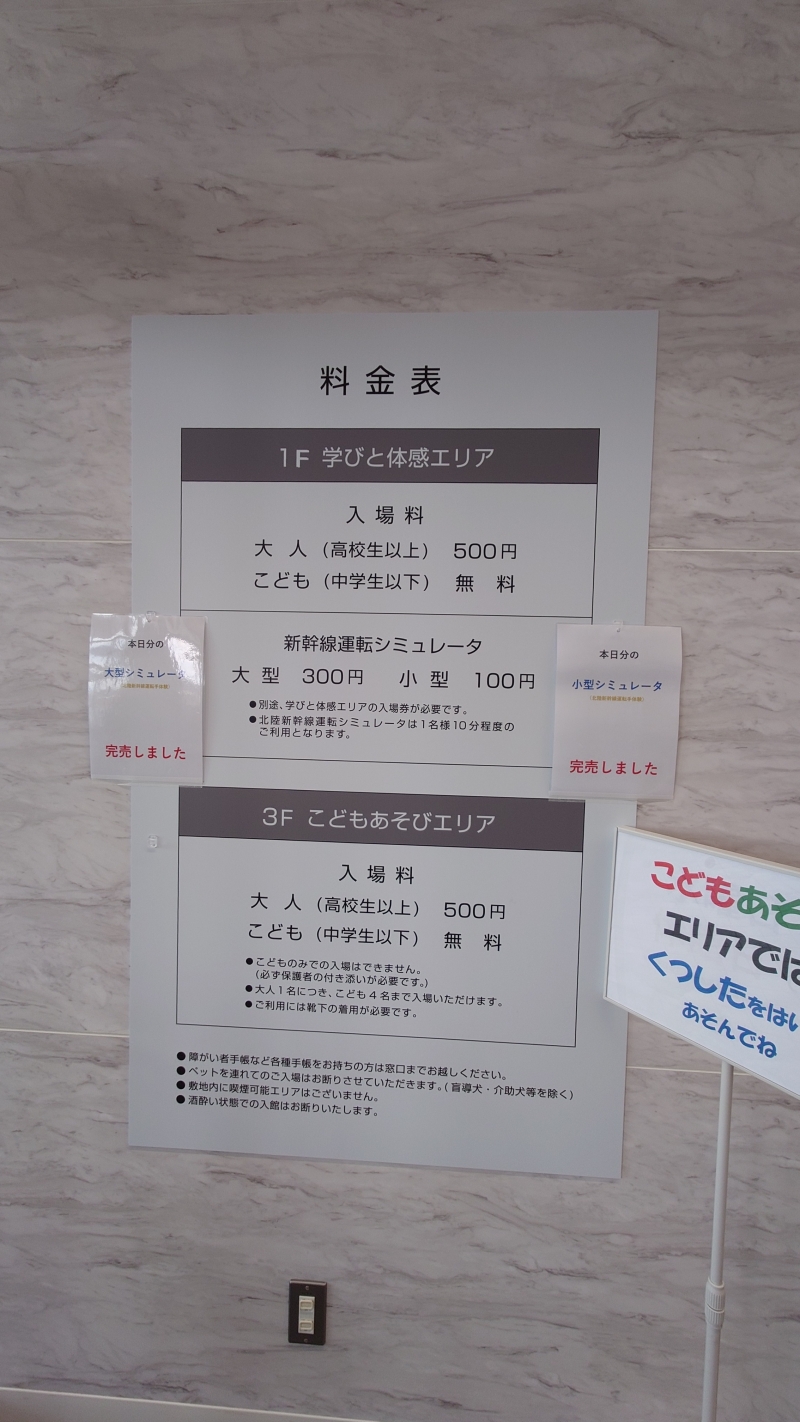 料金表
1F 学びと体感エリア
入場料
大人（高校生以上） 500円
こども（中学生以下） 無料
新幹線運転シミュレータ
大型 300円 小型 100円
●別途、学びと体感エリアの入場券が必要です。
●北陸新幹線運転シミュレータは1名様10分程度の
ご利用となります。
3F こどもあそびエリア
入場料
大人（高校生以上） 500円
こども（中学生以下） 無料
●こどものみでの入場はできません。
（必ず保護者の付き添いが必要です。）
●大人1名につき、こども4名まで入場いただけます。
●ご利用には靴下の着用が必要です。
●障がい者手帳など各種手帳をお持ちの方は窓口までお越しください。
●ペットを連れてのご入場はお断りさせていただきます。（盲導犬・介助犬等を除く）
●敷地内に喫煙可能エリアはございません。
●酒酔い状態での入館はお断りいたします。
本日分の
大型シミュレータ
完売しました
本日分の
小型シミュレータ
完売しました
こどもあそ
エリアでは
くつしたをはい
あそんでね